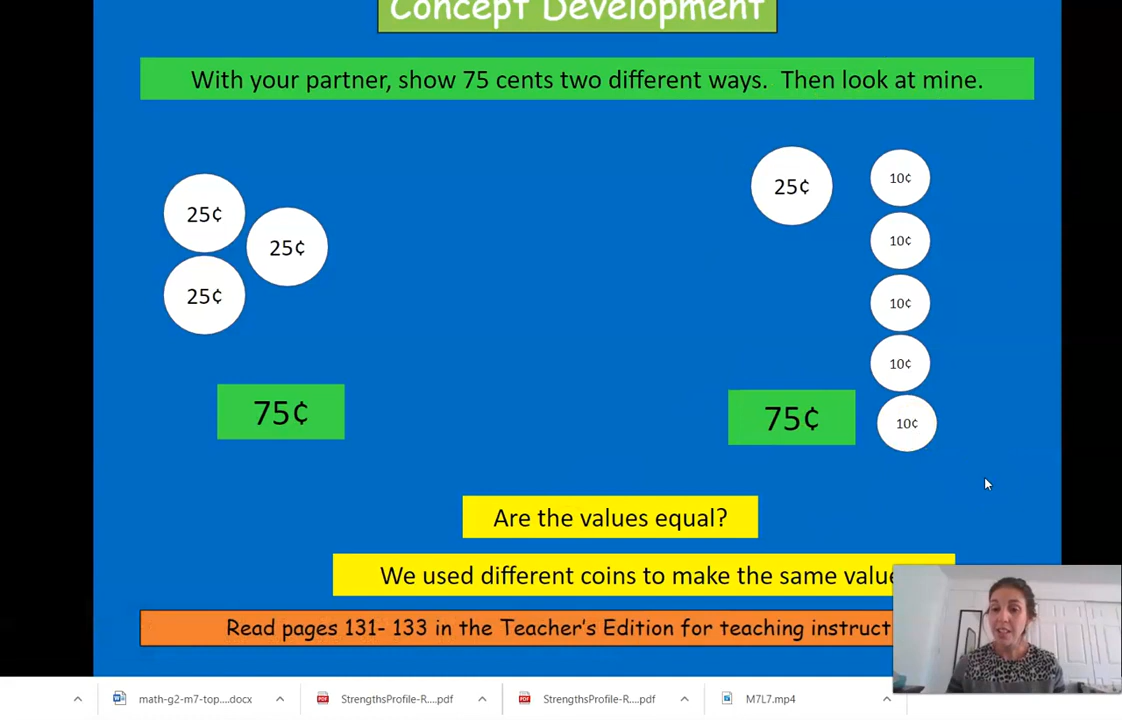 Concept Development
With your partner, show 75 cents two different ways. Then look at mine.
25¢
25¢
25¢
75¢
25¢
10¢
10¢
10¢
10¢
10¢
75¢
Are the values equal?
We used different coins to make the same value
Read pages 131- 133 in the Teacher's Edition for teaching instruct
math-g2-m7-top....docx
StrengthsProfile-R....pdf
StrengthsProfile-R....pdf
M7L7.mp4